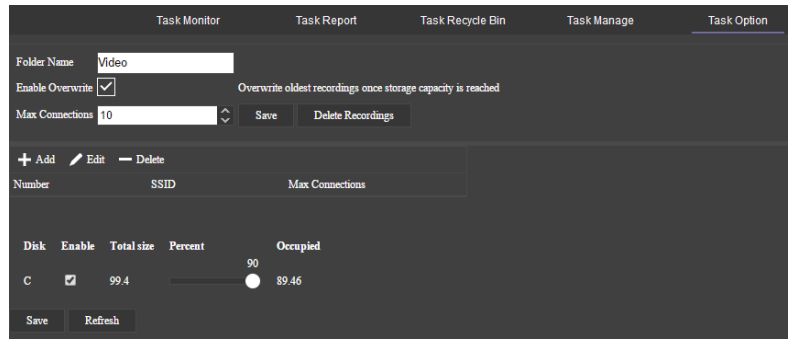 Task Monitor Task Report Task Recycle Bin Task Manage Task Option
Folder Name Video
Enable Overwrite Overwrite oldest recordings once storage capacity is reached
Max Connections 10 Save Delete Recordings
Add Edit Delete
Number SSID Max Connections
Disk Enable Total size Percent Occupied
90
C 99.4 89.46
Save Refresh